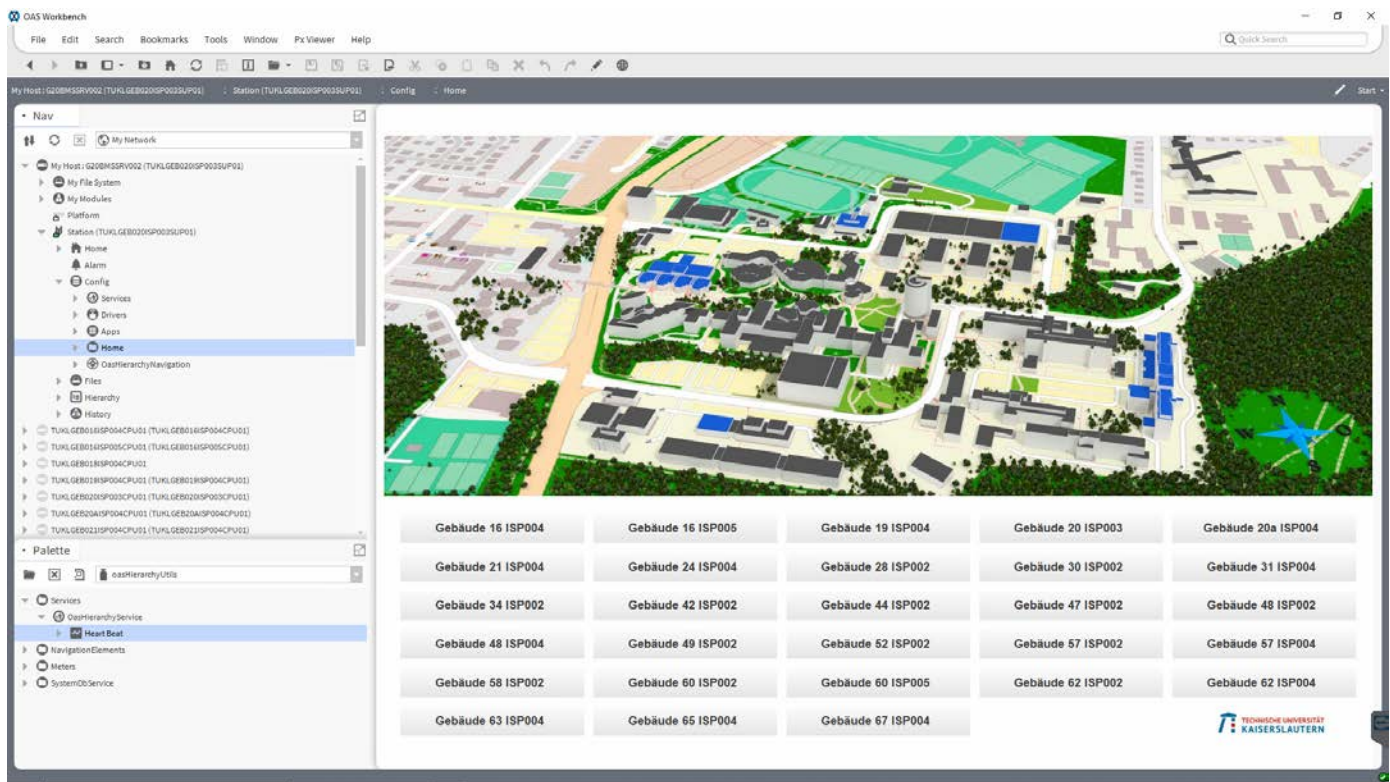 OAS Workbench
File Edit Search Bookmarks Tools Window Px Viewer Help
Quick Search
My Host : G20BMSSRV002 (TUKLGEB020ISP003SUP01) : Station (TUKLGEB020ISP003SUP01) : Config : Home
Start
• Nav
My Network
My Host : G20BMSSRV002 (TUKLGEB020ISP003SUP01)
My File System
My Modules
Platform
Station (TUKLGEB020ISP003SUP01)
Home
Alarm
Config
Services
Drivers
Apps
Home
OasHierarchyNavigation
Files
Hierarchy
History
TUKLGEB016ISP004CPU01 (TUKLGEB016ISP004CPU01)
TUKLGEB016ISP005CPU01 (TUKLGEB016ISP005CPU01)
TUKLGEB019ISP004CPU01
TUKLGEB020ISP003CPU01 (TUKLGEB020ISP003CPU01)
TUKLGEB20AISP004CPU01 (TUKLGEB20AISP004CPU01)
TUKLGEB021ISP004CPU01 (TUKLGEB021ISP004CPU01)
• Palette
oasHierarchyUtils
Services
OasHierarchyService
Heart Beat
NavigationElements
Meters
SystemDbService
N
W
O
S
Gebäude 16 ISP004 Gebäude 16 ISP005 Gebäude 19 ISP004 Gebäude 20 ISP003 Gebäude 20a ISP004
Gebäude 21 ISP004 Gebäude 24 ISP004 Gebäude 28 ISP002 Gebäude 30 ISP002 Gebäude 31 ISP004
Gebäude 34 ISP002 Gebäude 42 ISP002 Gebäude 44 ISP002 Gebäude 47 ISP002 Gebäude 48 ISP002
Gebäude 48 ISP004 Gebäude 49 ISP002 Gebäude 52 ISP002 Gebäude 57 ISP002 Gebäude 57 ISP004
Gebäude 58 ISP002 Gebäude 60 ISP002 Gebäude 60 ISP005 Gebäude 62 ISP002 Gebäude 62 ISP004
Gebäude 63 ISP004 Gebäude 65 ISP004 Gebäude 67 ISP004
TECHNISCHE UNIVERSITÄT
KAISERSLAUTERN